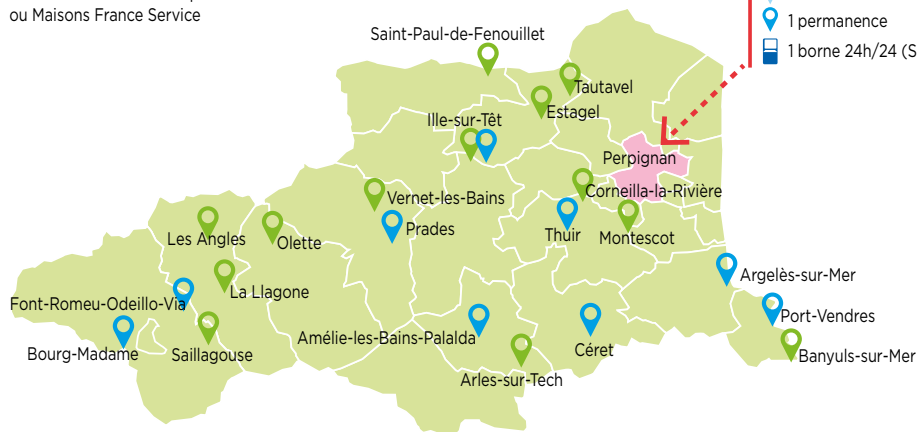 ou Maisons France Service
1 permanence
1 borne 24h/24 (S
Saint-Paul-de-Fenouillet
Tautavel
Estagel
Ille-sur-Têt
Perpignan
Corneilla-la-Rivière
Vernet-les-Bains
Prades
Thuir
Montescot
Les Angles
Olette
La Llagone
Argelès-sur-Mer
Font-Romeu-Odeillo-Via
Port-Vendres
Amélie-les-Bains-Palalda
Bourg-Madame
Saillagouse
Céret
Banyuls-sur-Mer
Arles-sur-Tech